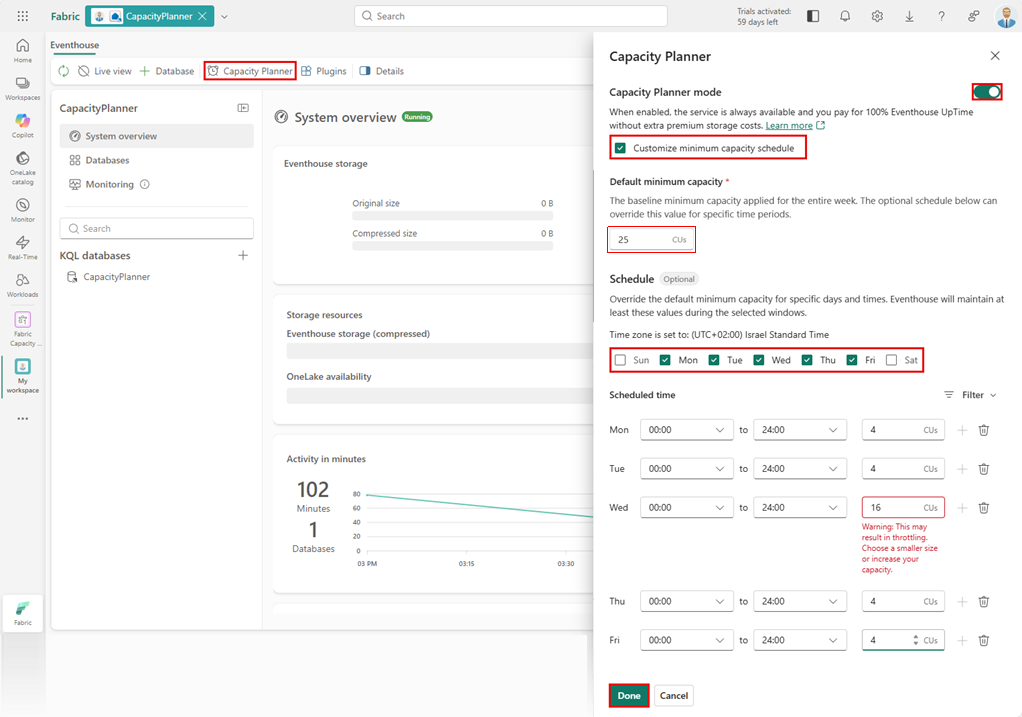 Fabric
CapacityPlanner
Search
Trials activated:
59 days left
Home
Workspaces
Copilot
OneLake
catalog
Monitor
Real-Time
Workloads
Fabric
Capacity ...
My
workspace
Fabric
Eventhouse
Live view
Database
Capacity Planner
Plugins
Details
CapacityPlanner
System overview
Databases
Monitoring
Search
KQL databases
CapacityPlanner
System overview
Running
Eventhouse storage
Original size 0 B
Compressed size 0 B
Storage resources
Eventhouse storage (compressed)
OneLake availability
Activity in minutes
102
Minutes
1
Databases
80
60
40
20
0
03 PM 03:15 03:30
Capacity Planner
Capacity Planner mode
When enabled, the service is always available and you pay for 100% Eventhouse UpTime
without extra premium storage costs. Learn more
Customize minimum capacity schedule
Default minimum capacity *
The baseline minimum capacity applied for the entire week. The optional schedule below can
override this value for specific time periods.
25 CUs
Schedule Optional
Override the default minimum capacity for specific days and times. Eventhouse will maintain at
least these values during the selected windows.
Time zone is set to: (UTC+02:00) Israel Standard Time
Sun Mon Tue Wed Thu Fri Sat
Scheduled time Filter
Mon 00:00 to 24:00 4 CUs
Tue 00:00 to 24:00 4 CUs
Wed 00:00 to 24:00 16 CUs
Warning: This may
result in throttling.
Choose a smaller size
or increase your
capacity.
Thu 00:00 to 24:00 4 CUs
Fri 00:00 to 24:00 4 CUs
Done Cancel